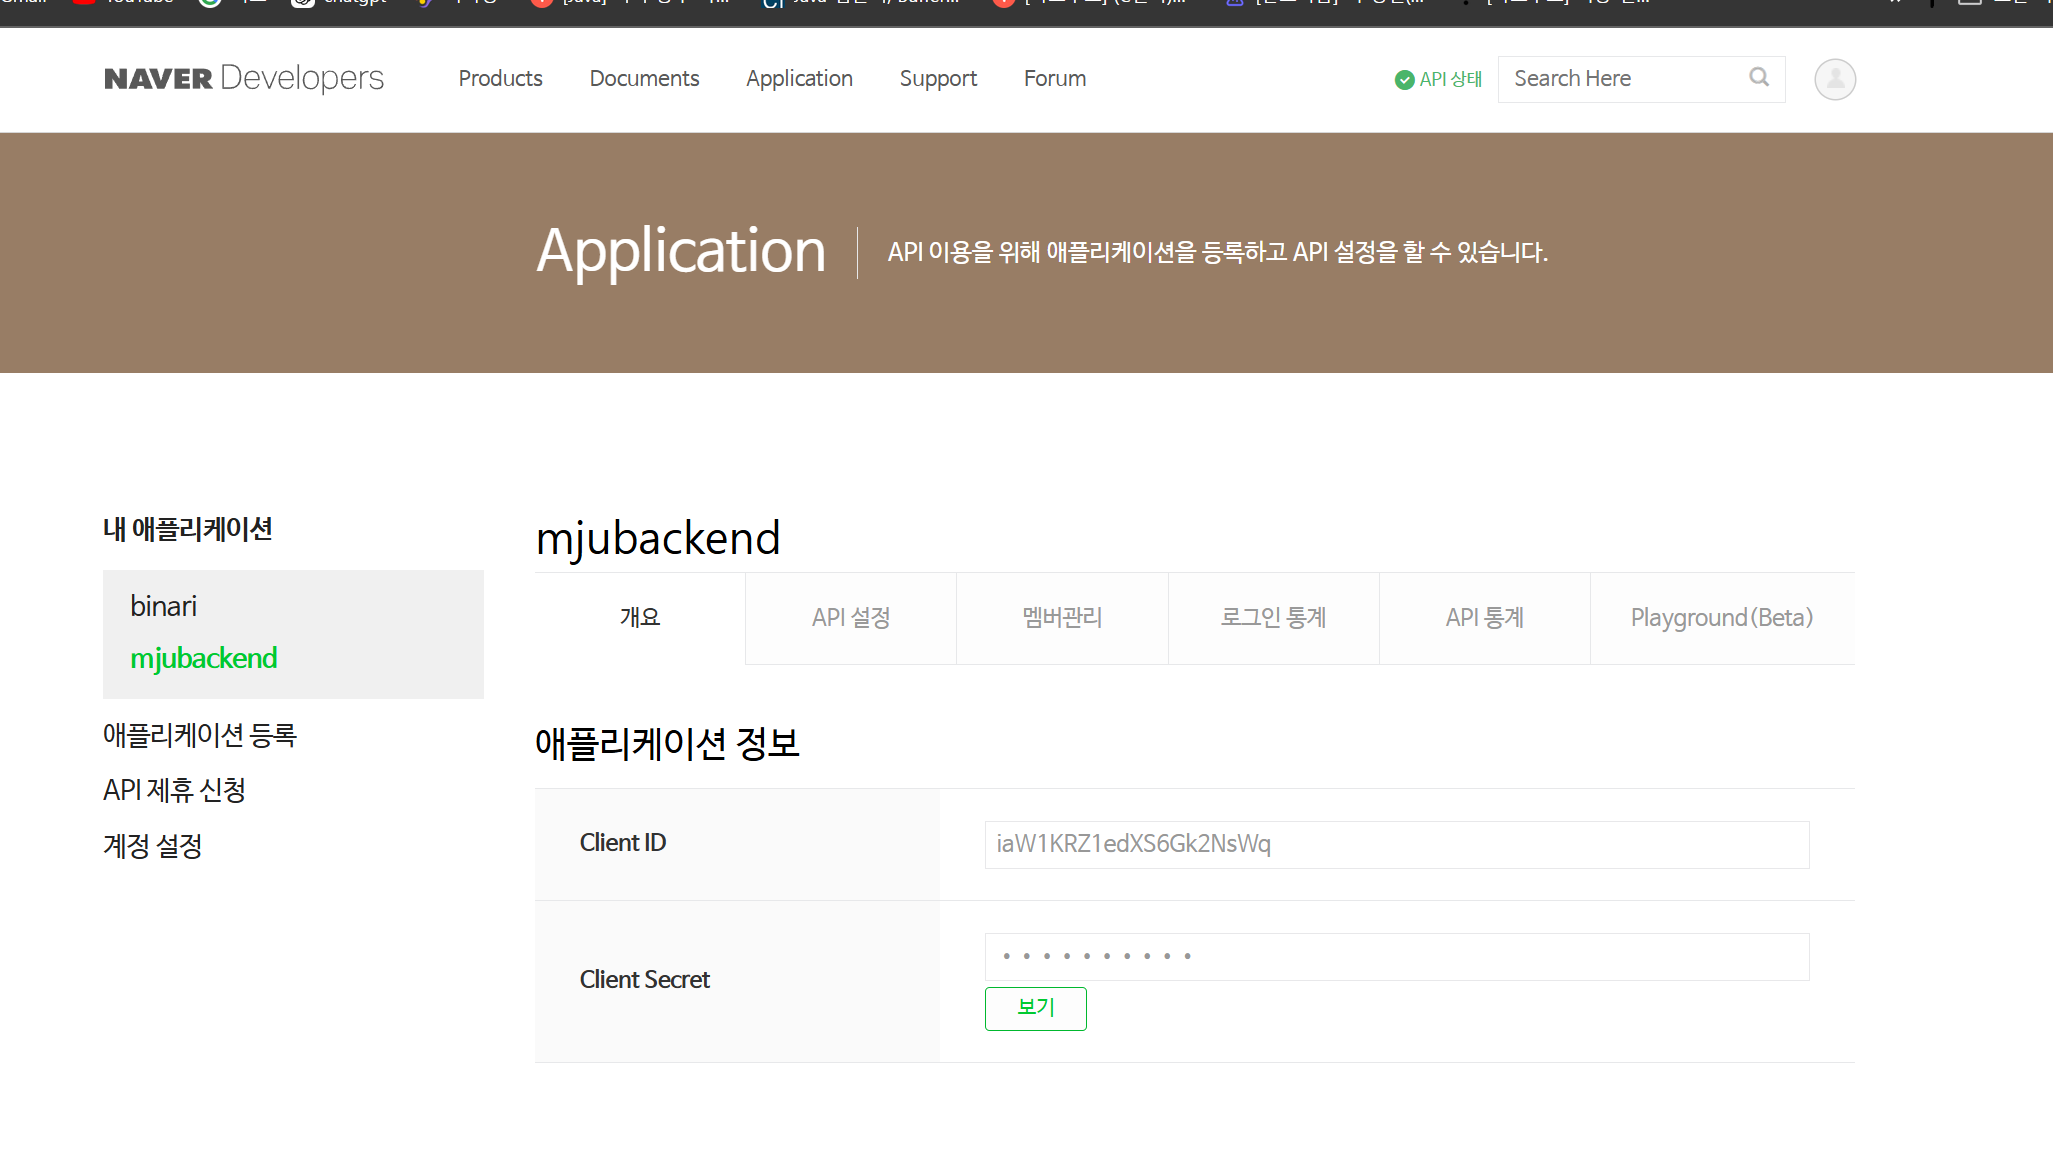 YouTube
chatgpt
NAVER Developers
Products
Documents
Application
Support
Forum
API 상태
Search Here
Application
API 이용을 위해 애플리케이션을 등록하고 API 설정을 할 수 있습니다.
내 애플리케이션
binari
mjubackend
애플리케이션 등록
API 제휴 신청
계정 설정
mjubackend
개요
API 설정
멤버관리
로그인 통계
API 통계
Playground(Beta)
애플리케이션 정보
Client ID
iaW1KRZ1edXS6Gk2NsWq
Client Secret
• • • • • • • • • •
보기